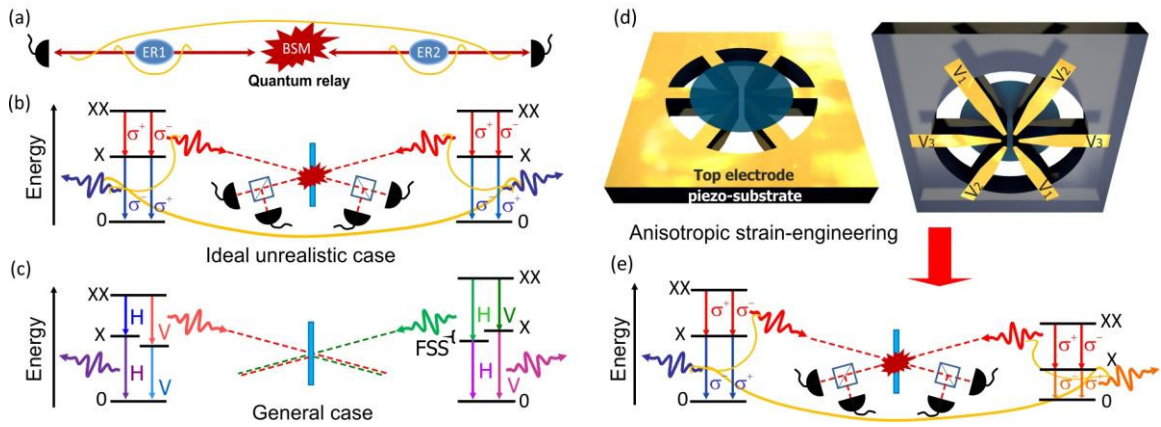 (a)
ER1
BSM
ER2
Quantum relay
(b)
Energy
XX
σ⁺ σ⁻
X
σ⁻ σ⁺
0
XX
σ⁺ σ⁻
X
σ⁻ σ⁺
0
Ideal unrealistic case
(c)
Energy
XX
H V
X
H V
0
FSS
XX
H V
X
H V
0
General case
(d)
Top electrode
piezo-substrate
V₁
V₂
V₃
V₃
V₂
V₁
Anisotropic strain-engineering
(e)
Energy
XX
σ⁺ σ⁻
X
σ⁻ σ⁺
0
XX
σ⁺ σ⁻
X
0